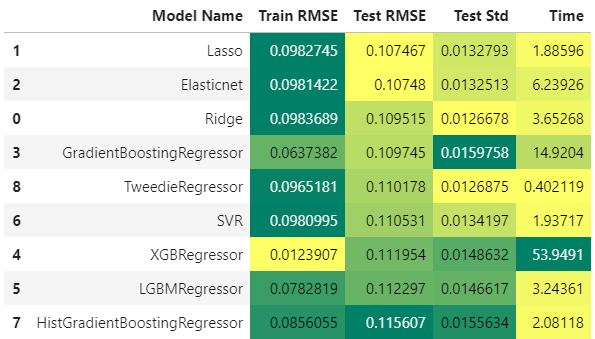 Model Name Train RMSE Test RMSE Test Std Time
1 Lasso 0.0982745 0.107467 0.0132793 1.88596
2 Elasticnet 0.0981422 0.10748 0.0132513 6.23926
0 Ridge 0.0983689 0.109515 0.0126678 3.65268
3 GradientBoostingRegressor 0.0637382 0.109745 0.0159758 14.9204
8 TweedieRegressor 0.0965181 0.110178 0.0126875 0.402119
6 SVR 0.0980995 0.110531 0.0134197 1.93717
4 XGBRegressor 0.0123907 0.111954 0.0148632 53.9491
5 LGBMRegressor 0.0782819 0.112297 0.0146617 3.24361
7 HistGradientBoostingRegressor 0.0856055 0.115607 0.0155634 2.08118